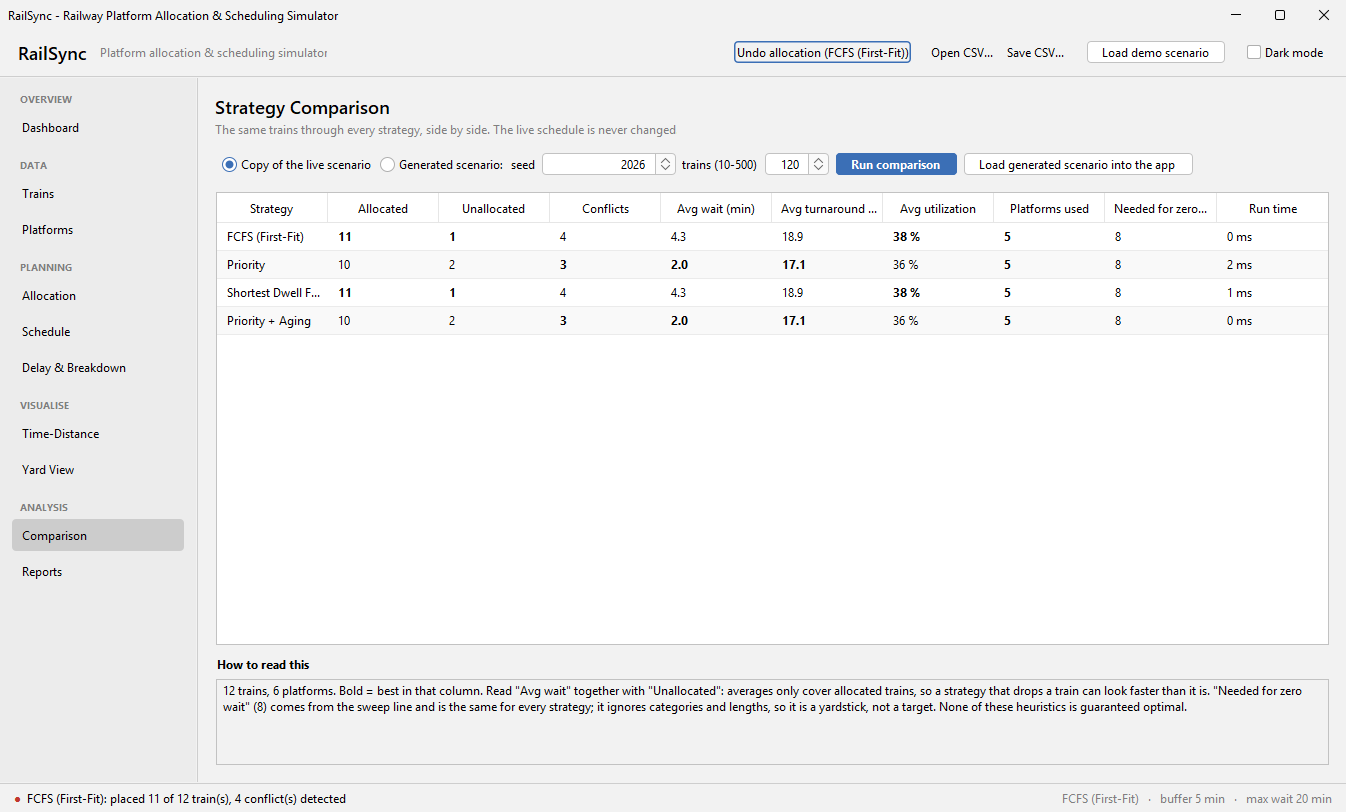 RailSync - Railway Platform Allocation & Scheduling Simulator
RailSync Platform allocation & scheduling simulator
Undo allocation (FCFS (First-Fit)) Open CSV... Save CSV... Load demo scenario Dark mode
OVERVIEW
Dashboard
DATA
Trains
Platforms
PLANNING
Allocation
Schedule
Delay & Breakdown
VISUALISE
Time-Distance
Yard View
ANALYSIS
Comparison
Reports
Strategy Comparison
The same trains through every strategy, side by side. The live schedule is never changed
Copy of the live scenario Generated scenario: seed 2026 trains (10-500) 120 Run comparison Load generated scenario into the app
Strategy Allocated Unallocated Conflicts Avg wait (min) Avg turnaround ... Avg utilization Platforms used Needed for zero... Run time
FCFS (First-Fit) 11 1 4 4.3 18.9 38 % 5 8 0 ms
Priority 10 2 3 2.0 17.1 36 % 5 8 2 ms
Shortest Dwell F... 11 1 4 4.3 18.9 38 % 5 8 1 ms
Priority + Aging 10 2 3 2.0 17.1 36 % 5 8 0 ms
How to read this
12 trains, 6 platforms. Bold = best in that column. Read "Avg wait" together with "Unallocated": averages only cover allocated trains, so a strategy that drops a train can look faster than it is. "Needed for zero
wait" (8) comes from the sweep line and is the same for every strategy; it ignores categories and lengths, so it is a yardstick, not a target. None of these heuristics is guaranteed optimal.
FCFS (First-Fit): placed 11 of 12 train(s), 4 conflict(s) detected
FCFS (First-Fit) · buffer 5 min · max wait 20 min